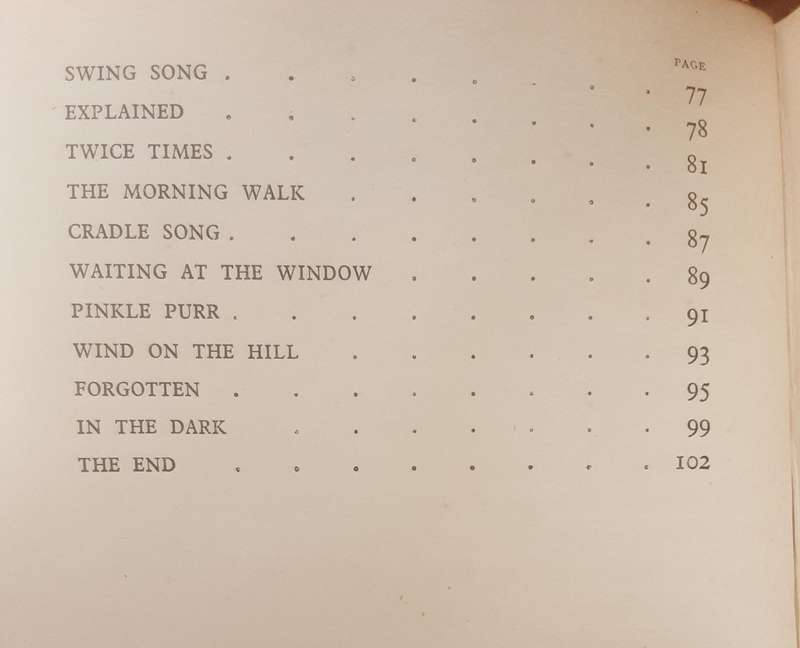 PAGE
SWING SONG . . . . . . . . 77
EXPLAINED . . . . . . . . 78
TWICE TIMES . . . . . . . . 81
THE MORNING WALK . . . . . . 85
CRADLE SONG . . . . . . . . 87
WAITING AT THE WINDOW . . . . . 89
PINKLE PURR . . . . . . . . 91
WIND ON THE HILL . . . . . . 93
FORGOTTEN . . . . . . . . 95
IN THE DARK . . . . . . . 99
THE END . . . . . . . . 102